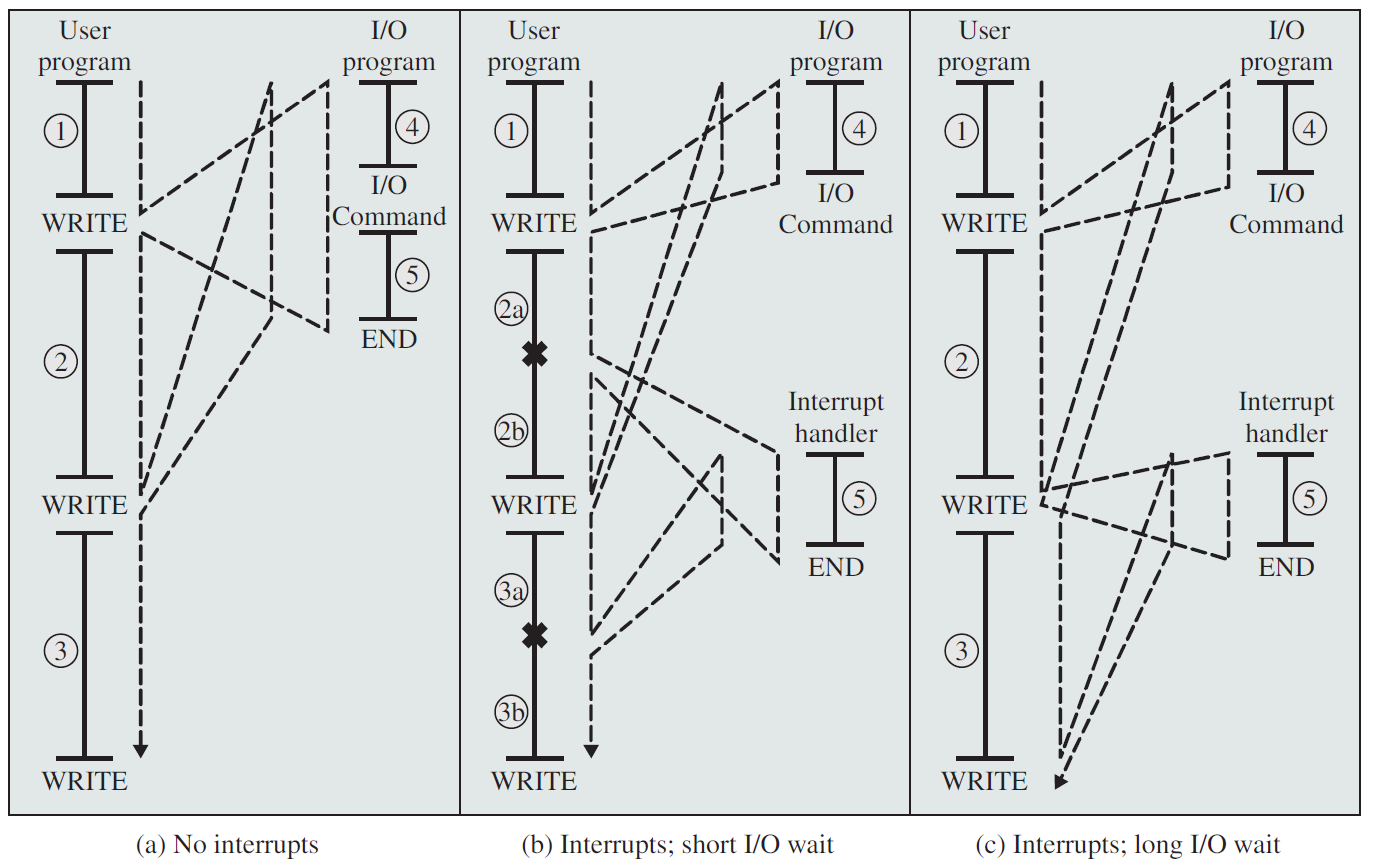 User
program
I/O
program
1
4
WRITE
I/O
Command
2
5
END
WRITE
3
WRITE
(a) No interrupts
User
program
I/O
program
1
4
WRITE
I/O
Command
2a
2b
Interrupt
handler
WRITE
5
END
3a
3b
WRITE
(b) Interrupts; short I/O wait
User
program
I/O
program
1
4
WRITE
I/O
Command
2
Interrupt
handler
WRITE
5
END
3
WRITE
(c) Interrupts; long I/O wait